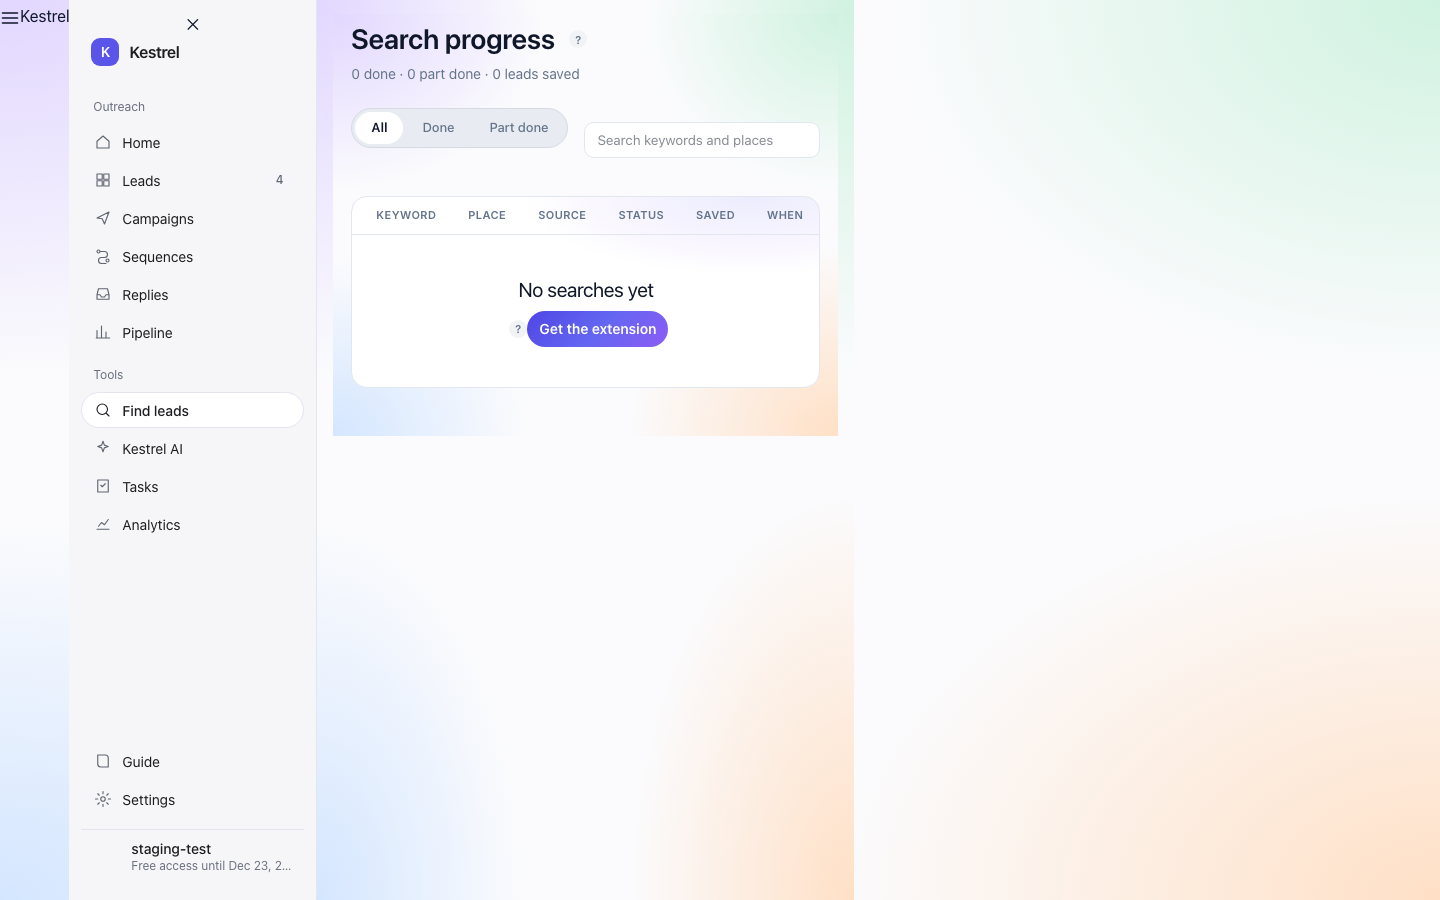 Kestrel
K
Kestrel
Outreach
Home
Leads 4
Campaigns
Sequences
Replies
Pipeline
Tools
Find leads
Kestrel AI
Tasks
Analytics
Guide
Settings
staging-test
Free access until Dec 23, 2...
Search progress ?
0 done · 0 part done · 0 leads saved
All Done Part done
Search keywords and places
KEYWORD PLACE SOURCE STATUS SAVED WHEN
No searches yet
? Get the extension